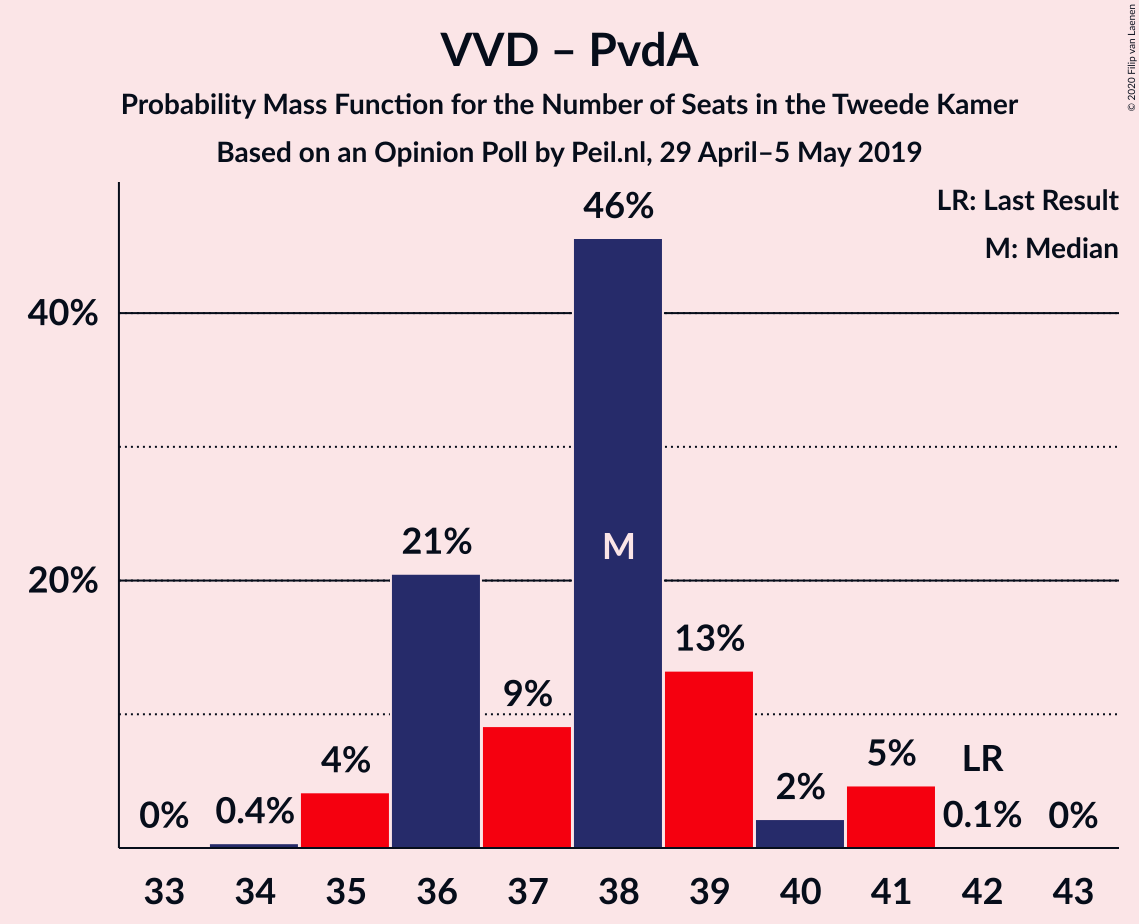 VVD – PvdA
Probability Mass Function for the Number of Seats in the Tweede Kamer
Based on an Opinion Poll by Peil.nl, 29 April–5 May 2019
© 2020 Filip van Laenen
LR: Last Result
M: Median
46%
40%
M
21%
20%
13%
9%
5%
LR
4%
2%
0%
0.4%
0.1%
0%
33 34 35 36 37 38 39 40 41 42 43